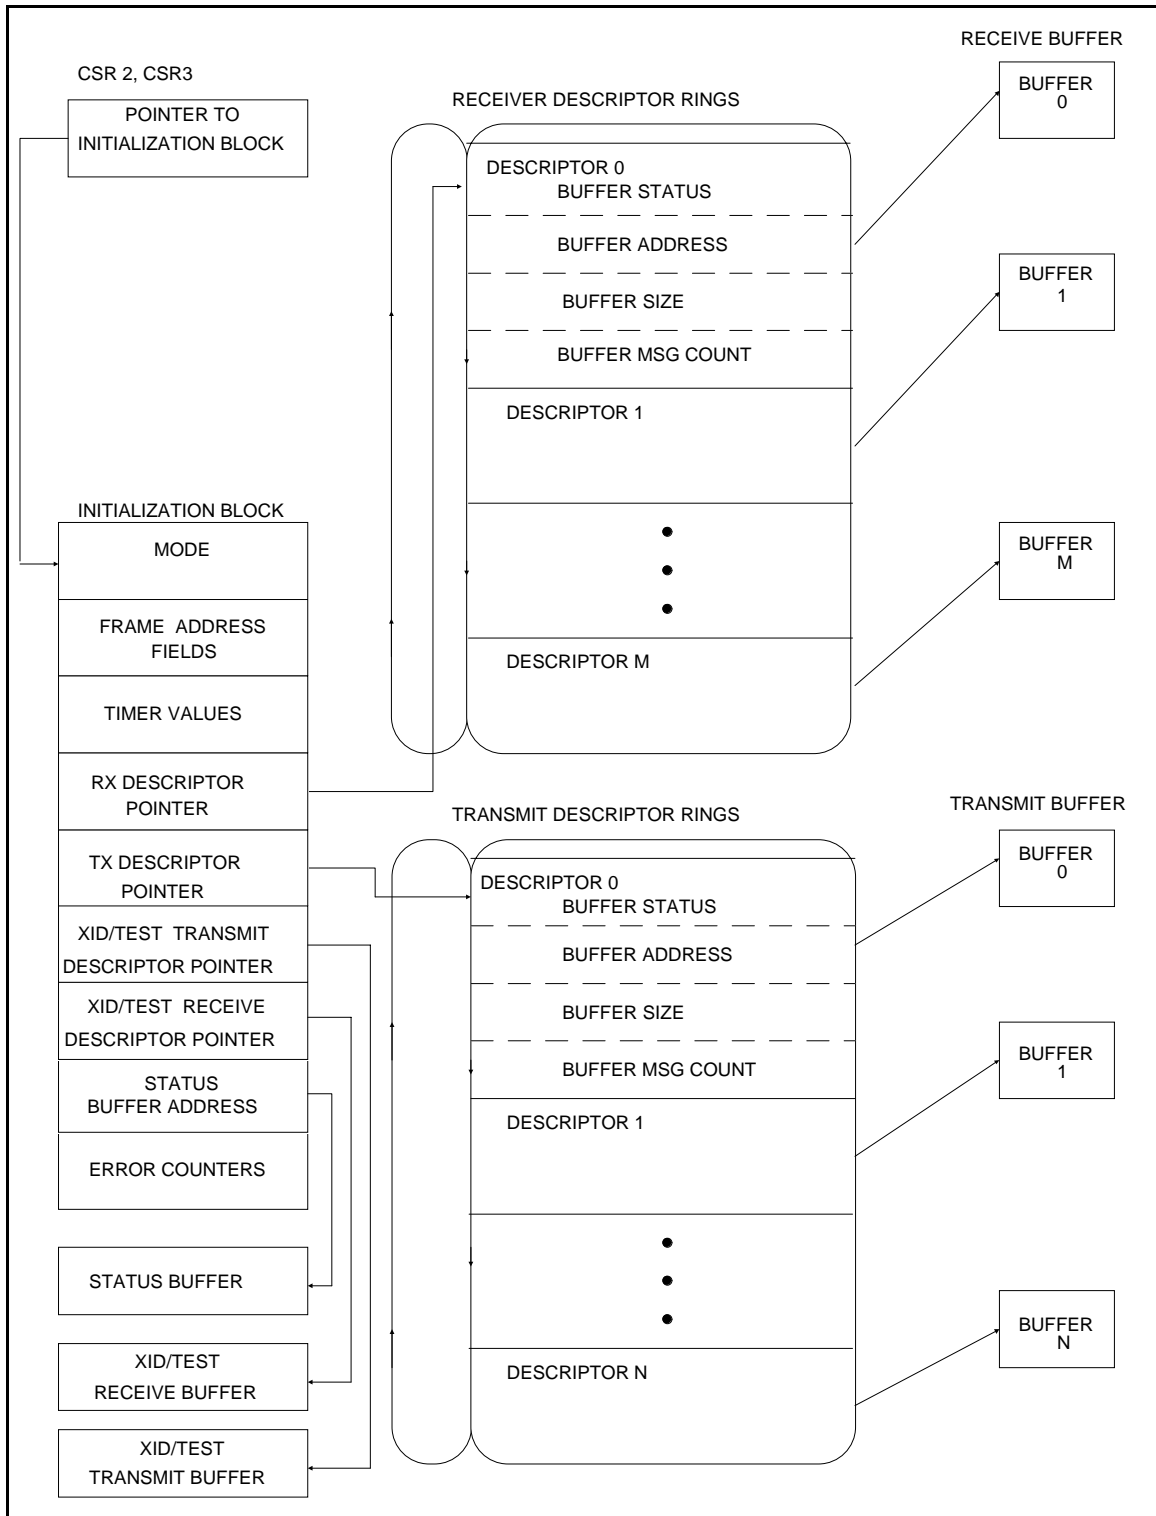 CSR 2, CSR3
POINTER TO
INITIALIZATION BLOCK
INITIALIZATION BLOCK
MODE
FRAME ADDRESS
FIELDS
TIMER VALUES
RX DESCRIPTOR
POINTER
TX DESCRIPTOR
POINTER
XID/TEST TRANSMIT
DESCRIPTOR POINTER
XID/TEST RECEIVE
DESCRIPTOR POINTER
STATUS
BUFFER ADDRESS
ERROR COUNTERS
STATUS BUFFER
XID/TEST
RECEIVE BUFFER
XID/TEST
TRANSMIT BUFFER
RECEIVER DESCRIPTOR RINGS
DESCRIPTOR 0
BUFFER STATUS
BUFFER ADDRESS
BUFFER SIZE
BUFFER MSG COUNT
DESCRIPTOR 1
DESCRIPTOR M
RECEIVE BUFFER
BUFFER
0
BUFFER
1
BUFFER
M
TRANSMIT DESCRIPTOR RINGS
DESCRIPTOR 0
BUFFER STATUS
BUFFER ADDRESS
BUFFER SIZE
BUFFER MSG COUNT
DESCRIPTOR 1
DESCRIPTOR N
TRANSMIT BUFFER
BUFFER
0
BUFFER
1
BUFFER
N